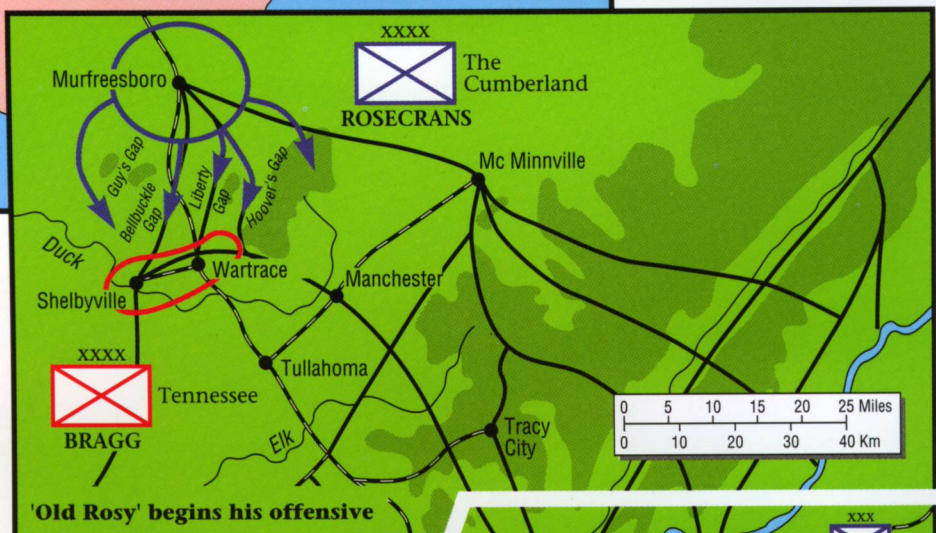 XXXX
The
Cumberland
ROSECRANS
Murfreesboro
Guy's Gap
Bellbuckle
Gap
Liberty
Gap
Hoover's Gap
Mc Minnville
Duck
Wartrace
Shelbyville
Manchester
XXXX
Tennessee
BRAGG
Tullahoma
Elk
Tracy
City
0 5 10 15 20 25 Miles
0 10 20 30 40 Km
'Old Rosy' begins his offensive
XXX